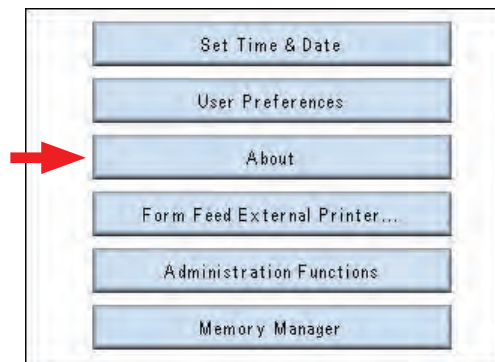 Set Time & Date
User Preferences
About
Form Feed External Printer...
Administration Functions
Memory Manager